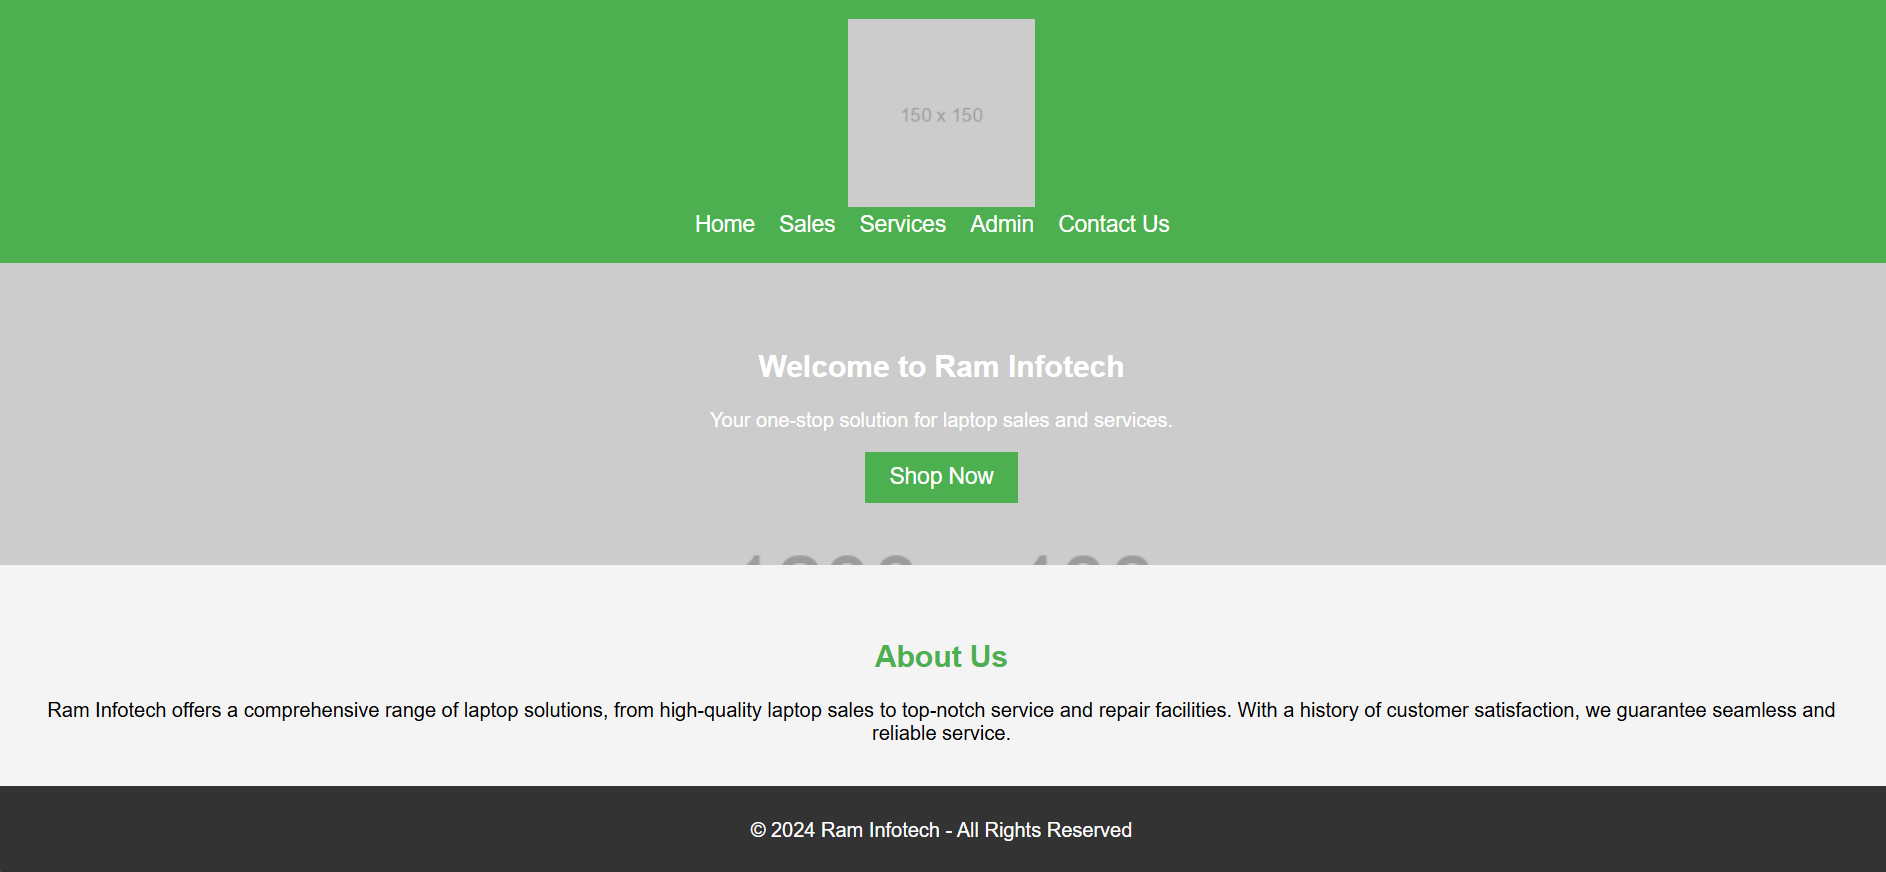 150 x 150
Home Sales Services Admin Contact Us
Welcome to Ram Infotech
Your one-stop solution for laptop sales and services.
Shop Now
About Us
Ram Infotech offers a comprehensive range of laptop solutions, from high-quality laptop sales to top-notch service and repair facilities. With a history of customer satisfaction, we guarantee seamless and
reliable service.
© 2024 Ram Infotech - All Rights Reserved